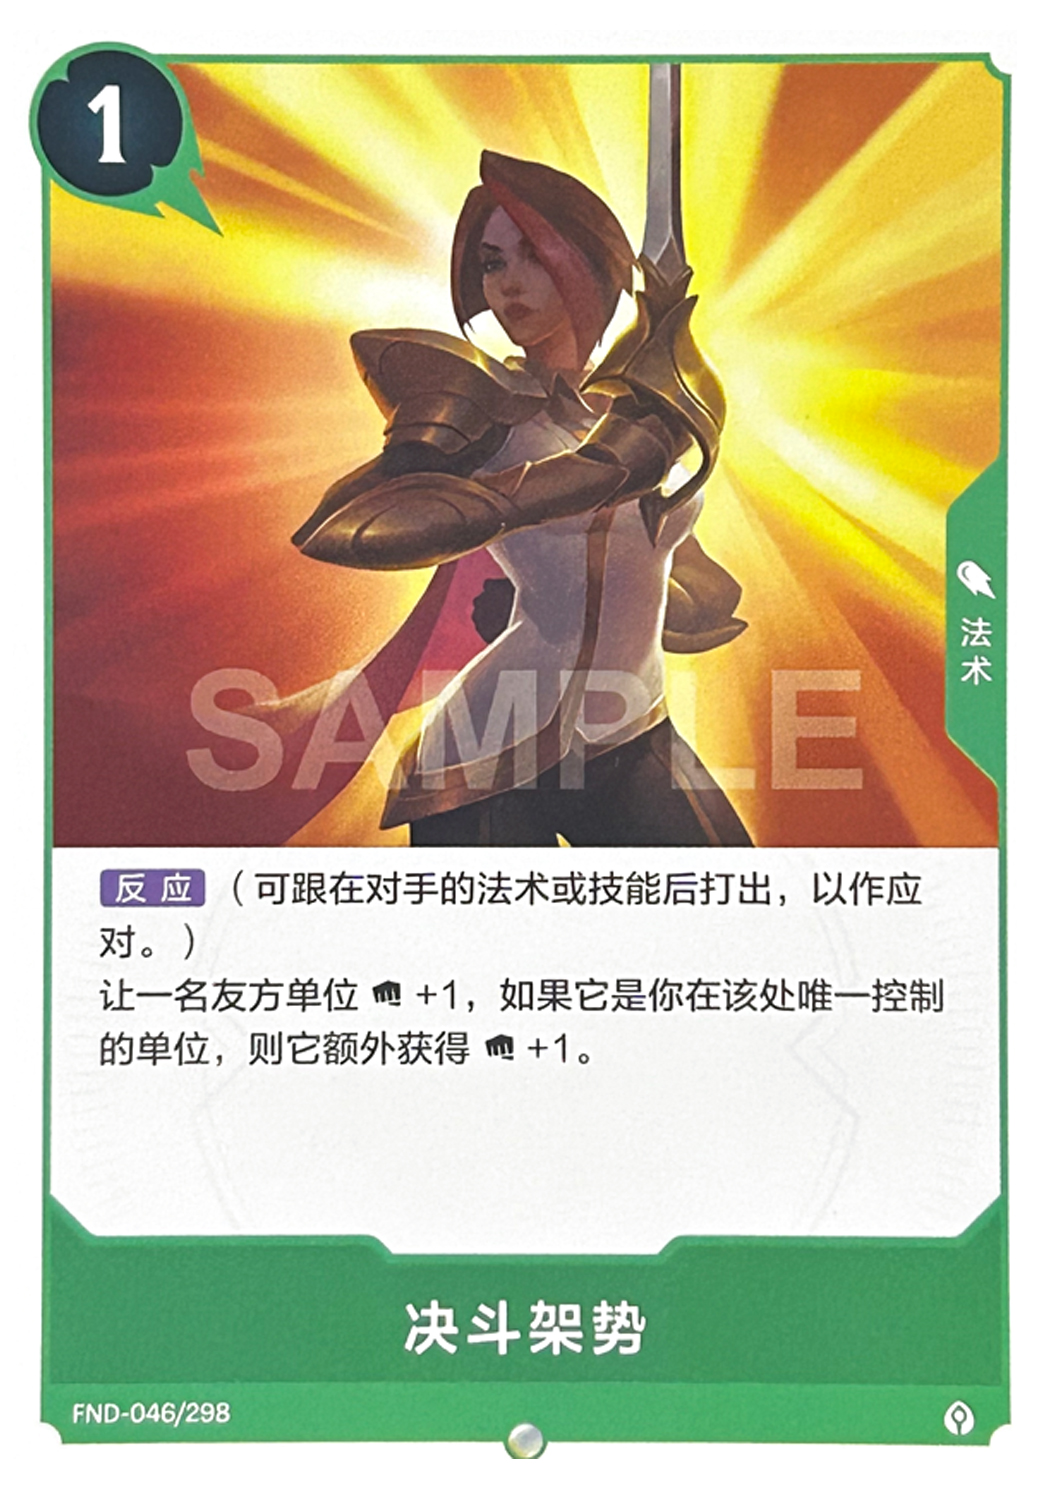 1
法术
SAMPLE
反应（可跟在对手的法术或技能后打出，以作应
对。）
让一名友方单位 +1，如果它是你在该处唯一控制
的单位，则它额外获得 +1。
决斗架势
FND-046/298